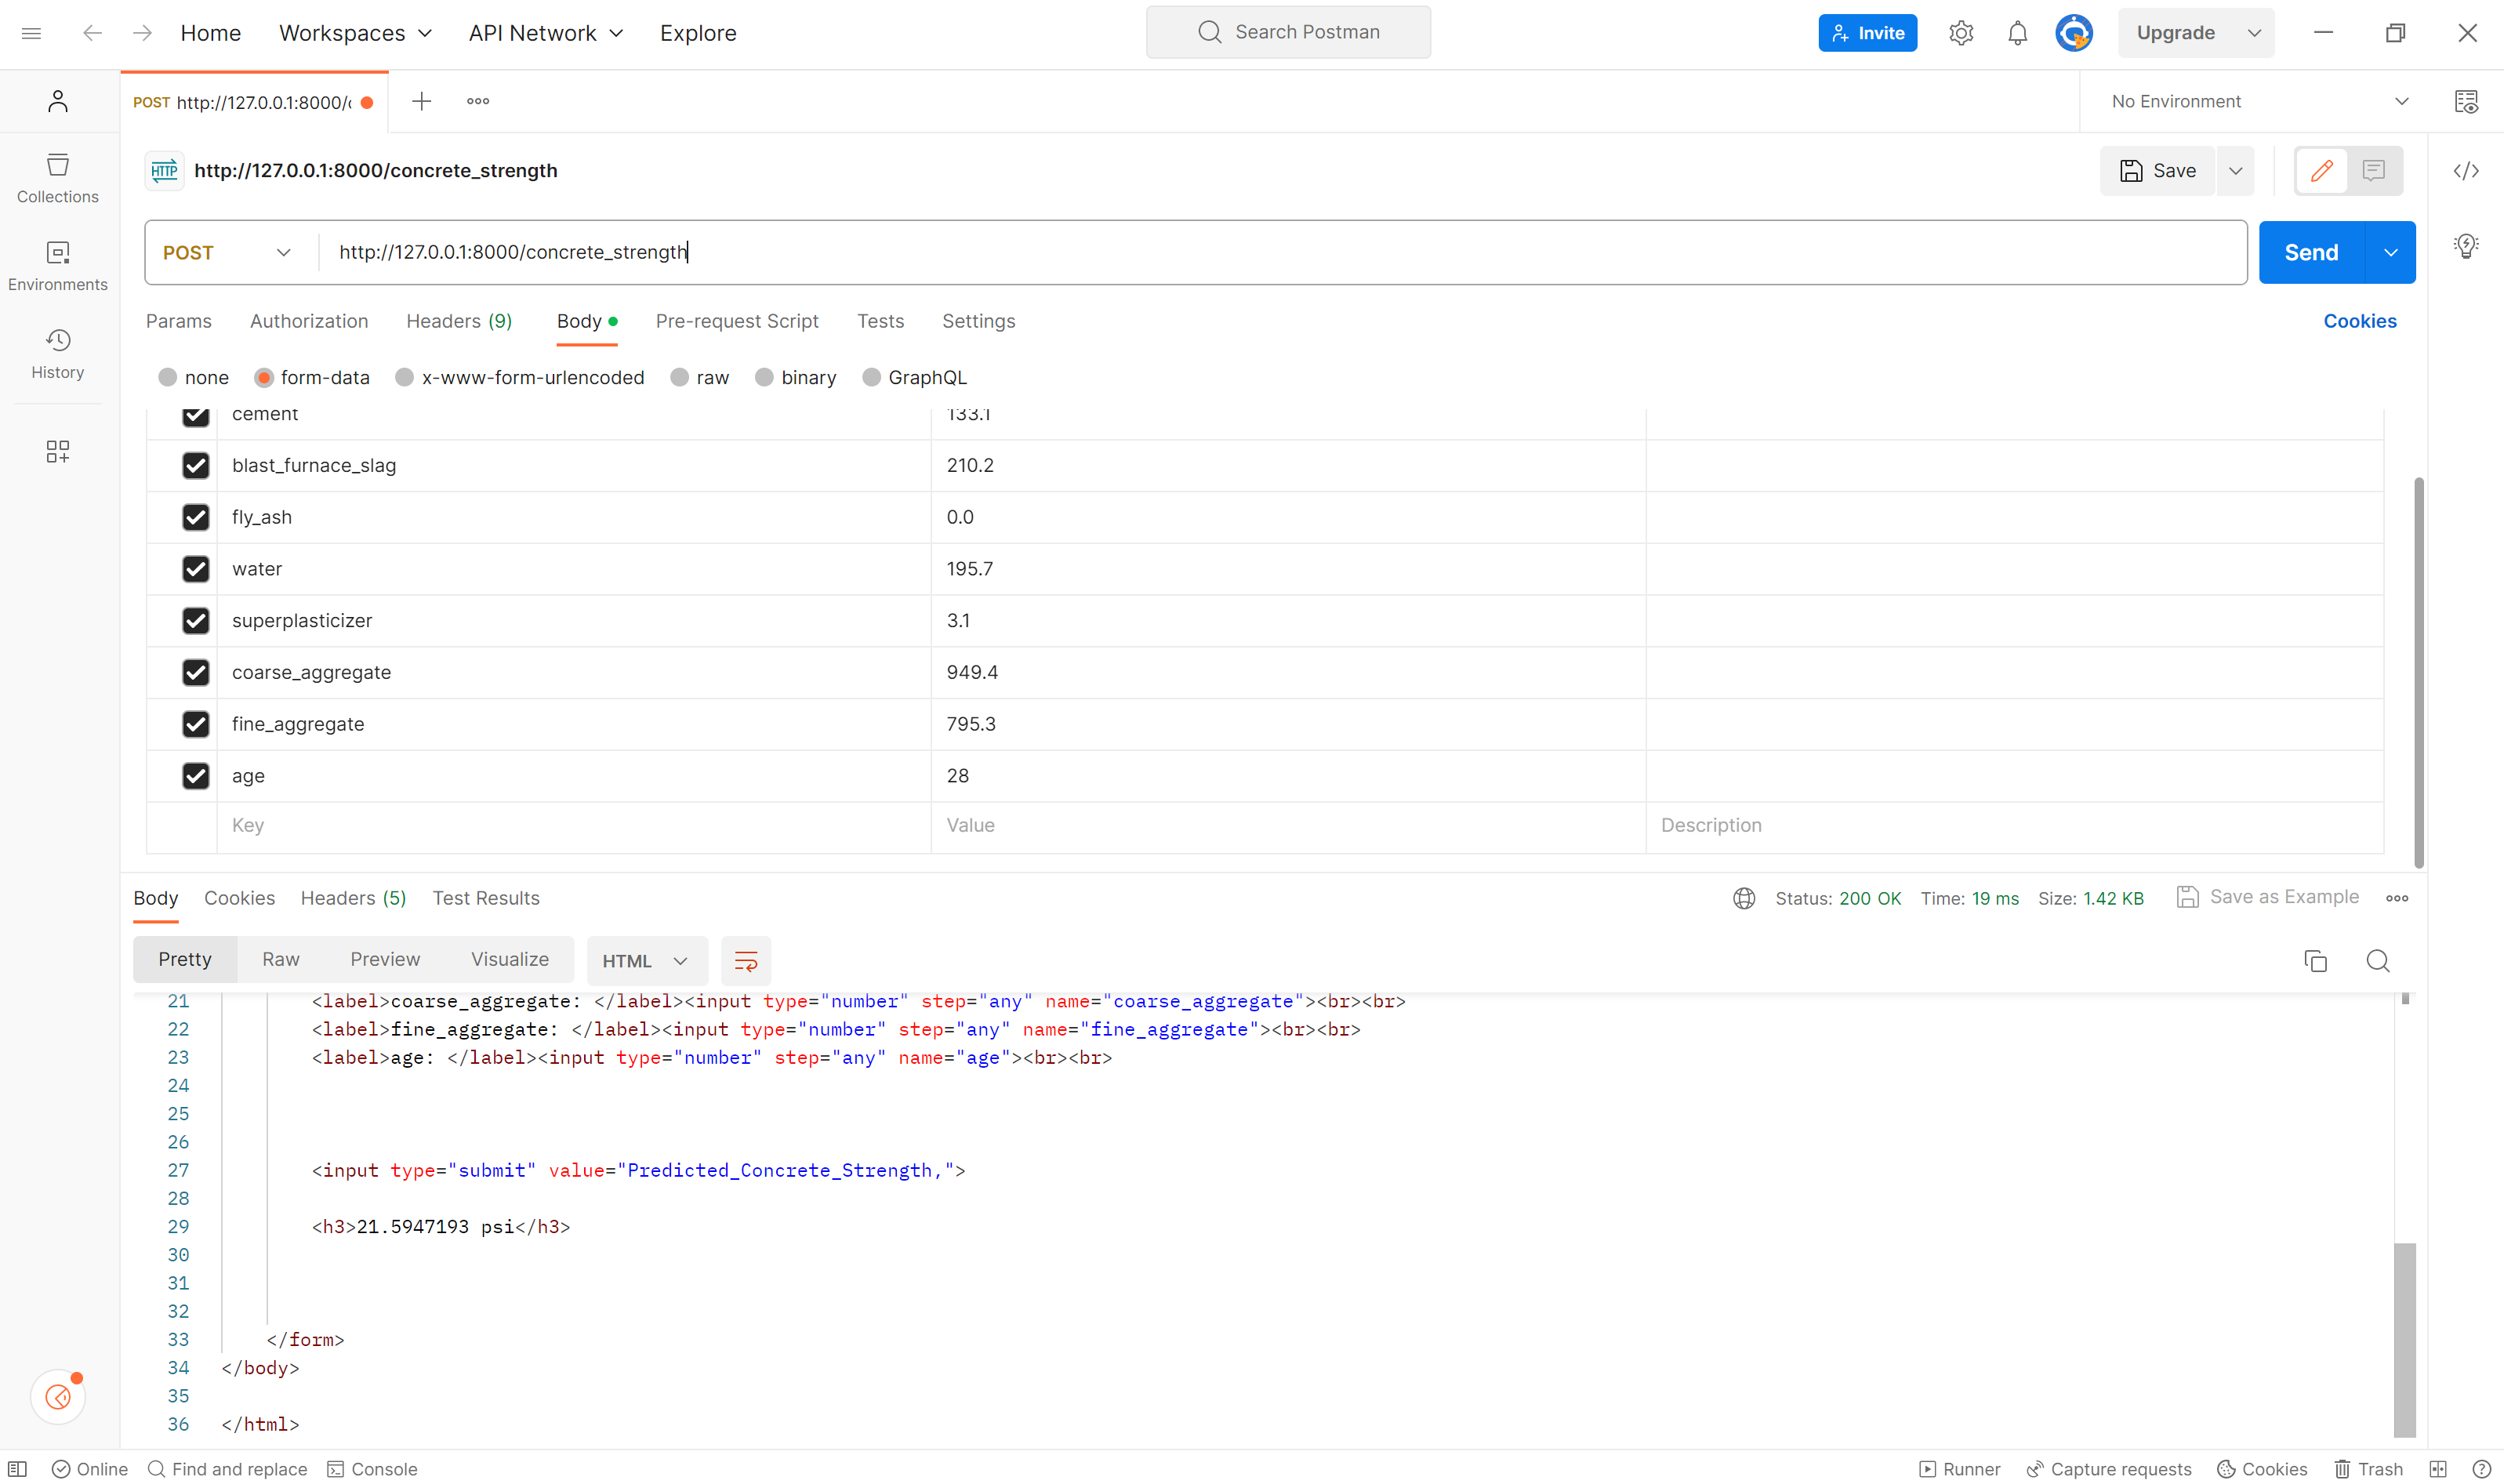 Home Workspaces API Network Explore Search Postman Invite Upgrade
POST http://127.0.0.1:8000/c No Environment
HTTP http://127.0.0.1:8000/concrete_strength Save
Collections
POST http://127.0.0.1:8000/concrete_strength Send
Environments
Params Authorization Headers (9) Body Pre-request Script Tests Settings Cookies
History
none form-data x-www-form-urlencoded raw binary GraphQL
cement 133.1
blast_furnace_slag 210.2
fly_ash 0.0
water 195.7
superplasticizer 3.1
coarse_aggregate 949.4
fine_aggregate 795.3
age 28
Key Value Description
Body Cookies Headers (5) Test Results Status: 200 OK Time: 19 ms Size: 1.42 KB Save as Example
Pretty Raw Preview Visualize HTML
21 <label>coarse_aggregate: </label><input type="number" step="any" name="coarse_aggregate"><br><br>
22 <label>fine_aggregate: </label><input type="number" step="any" name="fine_aggregate"><br><br>
23 <label>age: </label><input type="number" step="any" name="age"><br><br>
24
25
26
27 <input type="submit" value="Predicted_Concrete_Strength,">
28
29 <h3>21.5947193 psi</h3>
30
31
32
33 </form>
34 </body>
35
36 </html>
Online Find and replace Console Runner Capture requests Cookies Trash